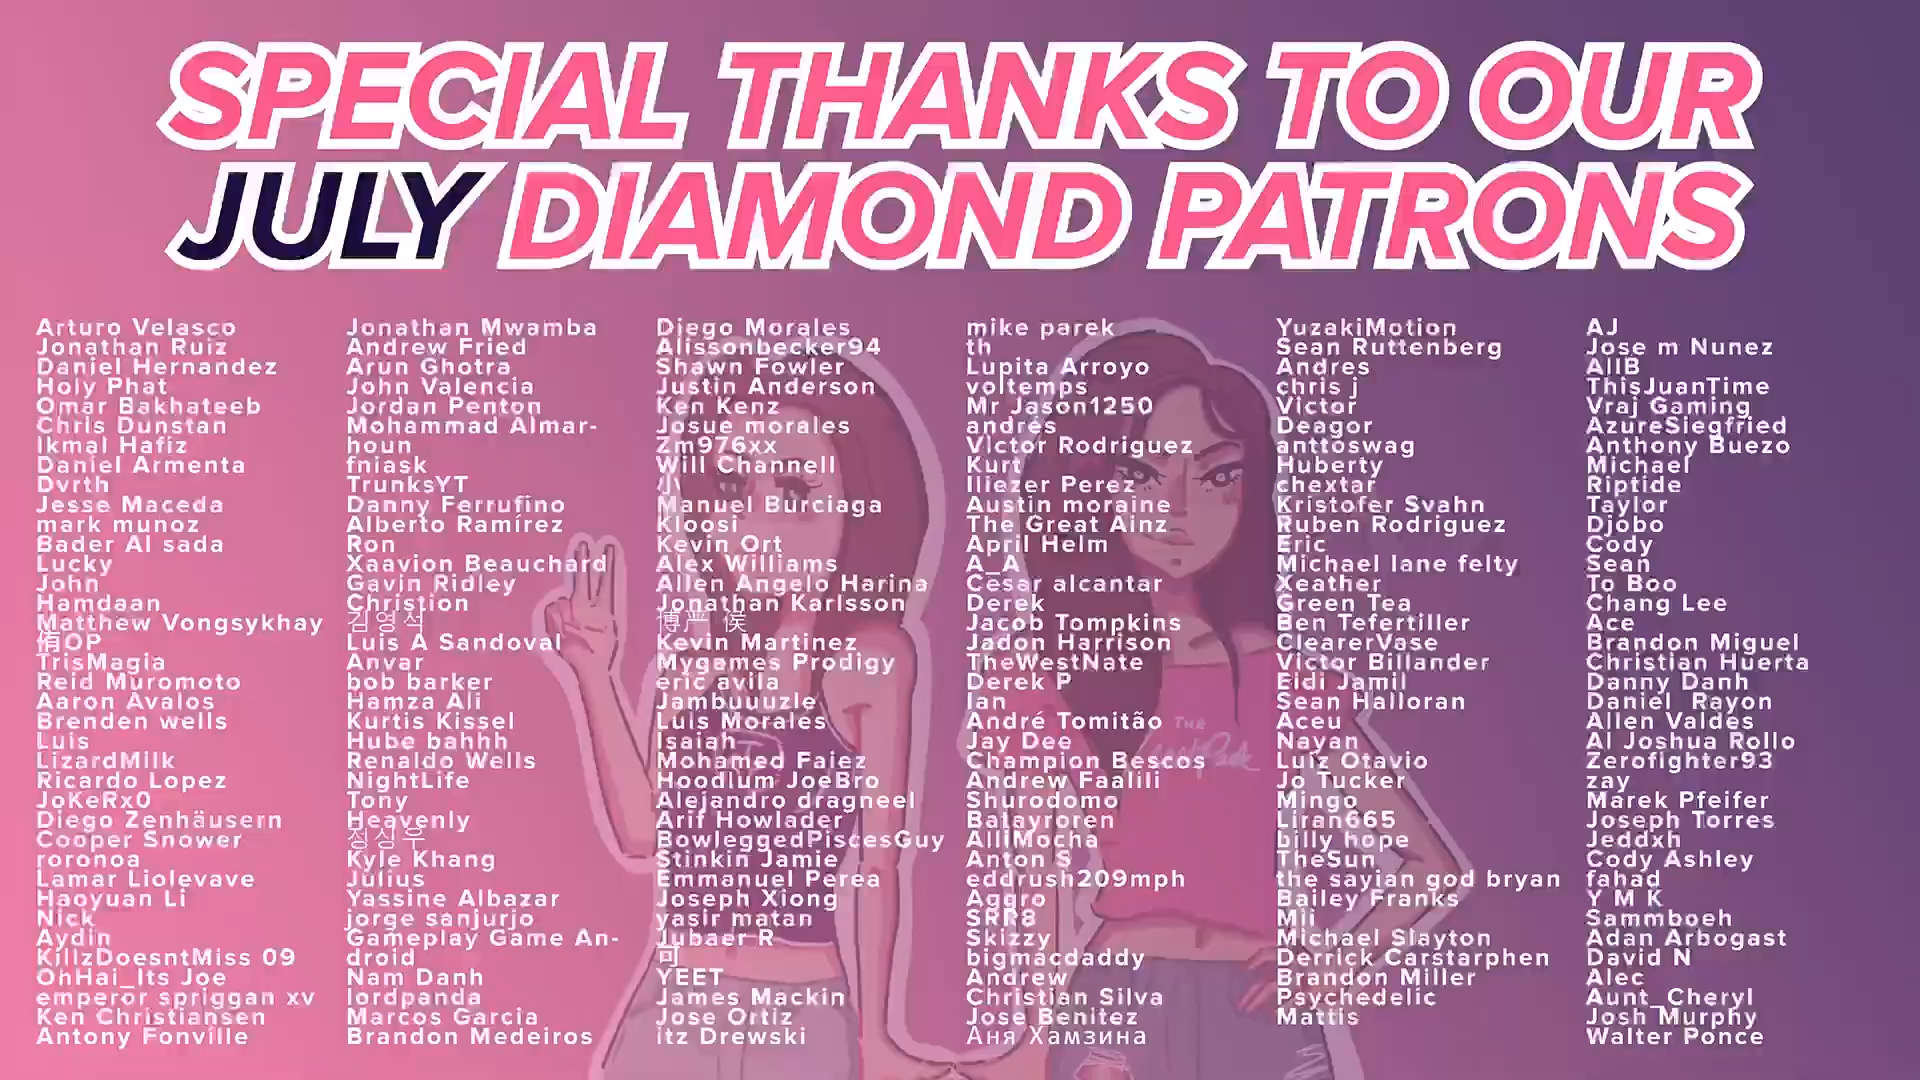 SPECIAL THANKS TO OUR
JULY DIAMOND PATRONS
Arturo Velasco
Jonathan Ruiz
Daniel Hernandez
Holy Phat
Omar Bakhateeb
Chris Dunstan
Ikmal Hafiz
Daniel Armenta
Dvrth
Jesse Maceda
mark munoz
Bader Al sada
Lucky
John
Hamdaan
Matthew Vongsykhay
侑OP
TrisMagia
Reid Muromoto
Aaron Avalos
Brenden wells
Luis
LizardMilk
Ricardo Lopez
JoKeRx0
Diego Zenhäusern
Cooper Snower
roronoa
Lamar Liolevave
Haoyuan Li
Nick
Aydin
KillzDoesntMiss 09
OhHai_Its Joe
emperor spriggan xv
Ken Christiansen
Antony Fonville
Jonathan Mwamba
Andrew Fried
Arun Ghotra
John Valencia
Jordan Penton
Mohammad Almar-
houn
fniask
TrunksYT
Danny Ferrufino
Alberto Ramírez
Ron
Xaavion Beauchard
Gavin Ridley
Christion
김영석
Luis A Sandoval
Anvar
bob barker
Hamza Ali
Kurtis Kissel
Hube bahhh
Renaldo Wells
NightLife
Tony
Heavenly
정성우
Kyle Khang
Julius
Yassine Albazar
jorge sanjurjo
Gameplay Game An-
droid
Nam Danh
lordpanda
Marcos Garcia
Brandon Medeiros
Diego Morales
Alissonbecker94
Shawn Fowler
Justin Anderson
Ken Kenz
Josue morales
Zm976xx
Will Channell
Manuel Burciaga
Kloosi
Kevin Ort
Alex Williams
Allen Angelo Harina
Jonathan Karlsson
博严 侯
Kevin Martinez
Mygames Prodigy
eric avila
Jambuuuzle
Luis Morales
Isaiah
Mohamed Faiez
Hoodlum JoeBro
Alejandro dragneel
Arif Howlader
BowleggedPiscesGuy
Stinkin Jamie
Emmanuel Perea
Joseph Xiong
yasir matan
Jubaer R
可
YEET
James Mackin
Jose Ortiz
itz Drewski
mike parek
th
Lupita Arroyo
voltemps
Mr Jason1250
andrés
Victor Rodriguez
Kurt
Iliezer Perez
Austin moraine
The Great Ainz
April Helm
A_A
Cesar alcantar
Derek
Jacob Tompkins
Jadon Harrison
TheWestNate
Derek P
Ian
André Tomitão
Jay Dee
Champion Bescos
Andrew Faalili
Shurodomo
Batayroren
AlliMocha
Anton S
eddrush209mph
Aggro
SRR8
Skizzy
bigmacdaddy
Andrew
Christian Silva
Jose Benitez
Аня Хамзина
YuzakiMotion
Sean Ruttenberg
Andres
chris j
Victor
Deagor
anttoswag
Huberty
chextar
Kristofer Svahn
Ruben Rodriguez
Eric
Michael lane felty
Xeather
Green Tea
Ben Tefertiller
ClearerVase
Victor Billander
Eidi Jamil
Sean Halloran
Aceu
Nayan
Luiz Otavio
Jo Tucker
Mingo
Liran665
billy hope
TheSun
the sayian god bryan
Bailey Franks
Mii
Michael Slayton
Derrick Carstarphen
Brandon Miller
Psychedelic
Mattis
AJ
Jose m Nunez
AllB
ThisJuanTime
Vraj Gaming
AzureSiegfried
Anthony Buezo
Michael
Riptide
Taylor
Djobo
Cody
Sean
To Boo
Chang Lee
Ace
Brandon Miguel
Christian Huerta
Danny Danh
Daniel  Rayon
Allen Valdes
Al Joshua Rollo
Zerofighter93
zay
Marek Pfeifer
Joseph Torres
Jeddxh
Cody Ashley
fahad
Y M K
Sammboeh
Adan Arbogast
David N
Alec
Aunt_Cheryl
Josh Murphy
Walter Ponce
THE